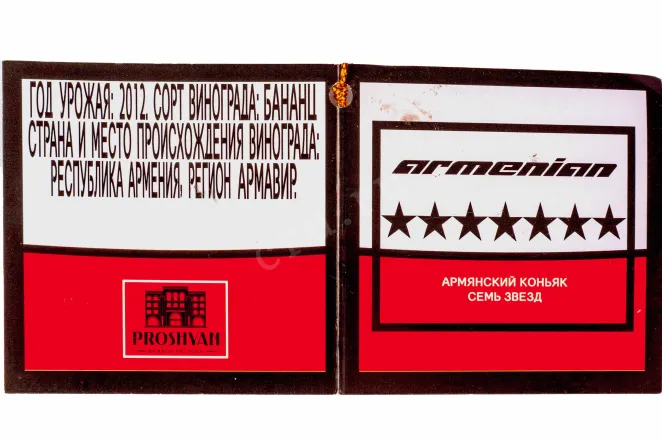 ГОД УРОЖАЯ: 2012. СОРТ ВИНОГРАДА: БАНАНЦ
СТРАНА И МЕСТО ПРОИСХОЖДЕНИЯ ВИНОГРАДА:
РЕСПУБЛИКА АРМЕНИЯ. РЕГИОН АРМАВИР.
PROSHYAN
armenian
АРМЯНСКИЙ КОНЬЯК
СЕМЬ ЗВЕЗД